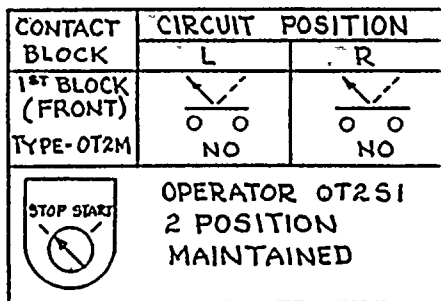 CONTACT BLOCK
CIRCUIT POSITION
L R
1ST BLOCK (FRONT)
TYPE-OT2M
NO NO
STOP START
OPERATOR OT2S1
2 POSITION
MAINTAINED